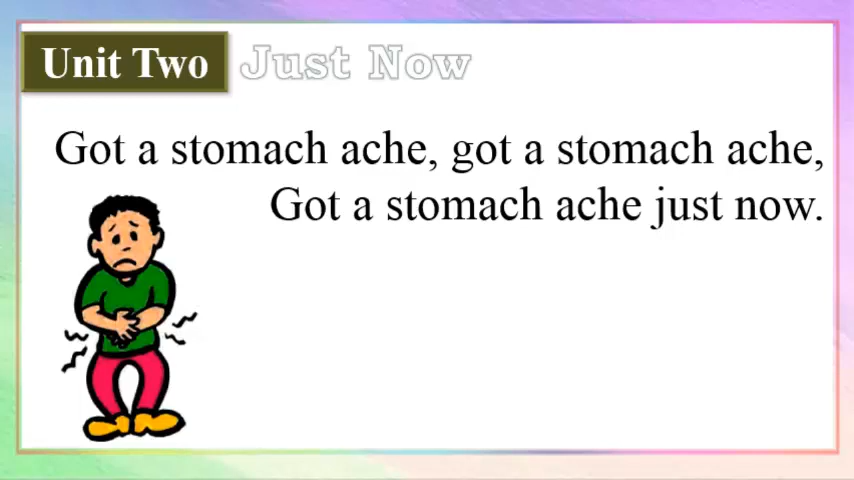 Unit Two
Just Now
Got a stomach ache, got a stomach ache,
Got a stomach ache just now.